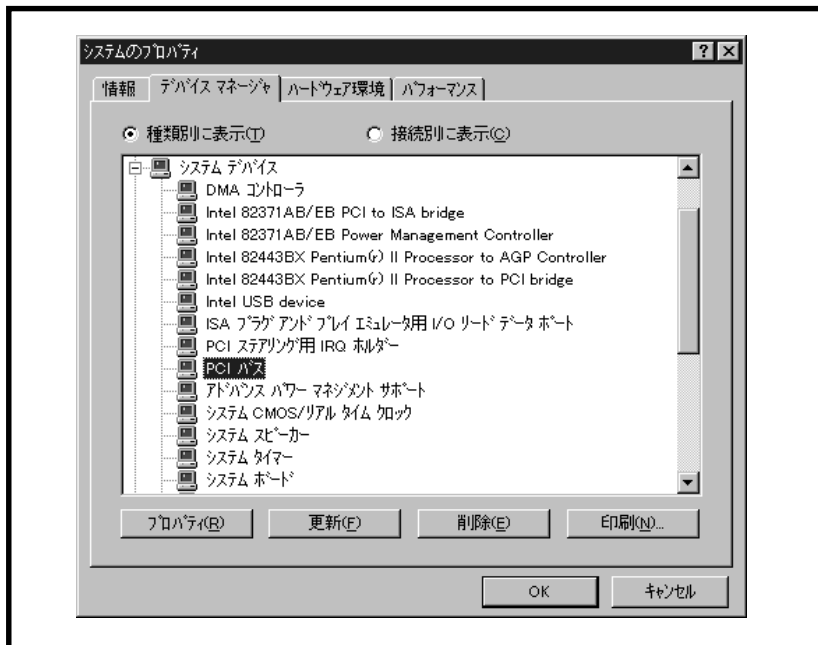 システムのプロパティ
情報 デバイス マネージャ ハードウェア環境 パフォーマンス
種類別に表示(T) 接続別に表示(C)
システム デバイス
DMA コントローラ
Intel 82371AB/EB PCI to ISA bridge
Intel 82371AB/EB Power Management Controller
Intel 82443BX Pentium(r) II Processor to AGP Controller
Intel 82443BX Pentium(r) II Processor to PCI bridge
Intel USB device
ISA プラグ アンド プレイ エミュレータ用 I/O リード データ ポート
PCI ステアリング用 IRQ ホルダー
PCI バス
アドバンス パワー マネジメント サポート
システム CMOS/リアル タイム クロック
システム スピーカー
システム タイマー
システム ボード
プロパティ(R) 更新(F) 削除(E) 印刷(N)...
OK キャンセル